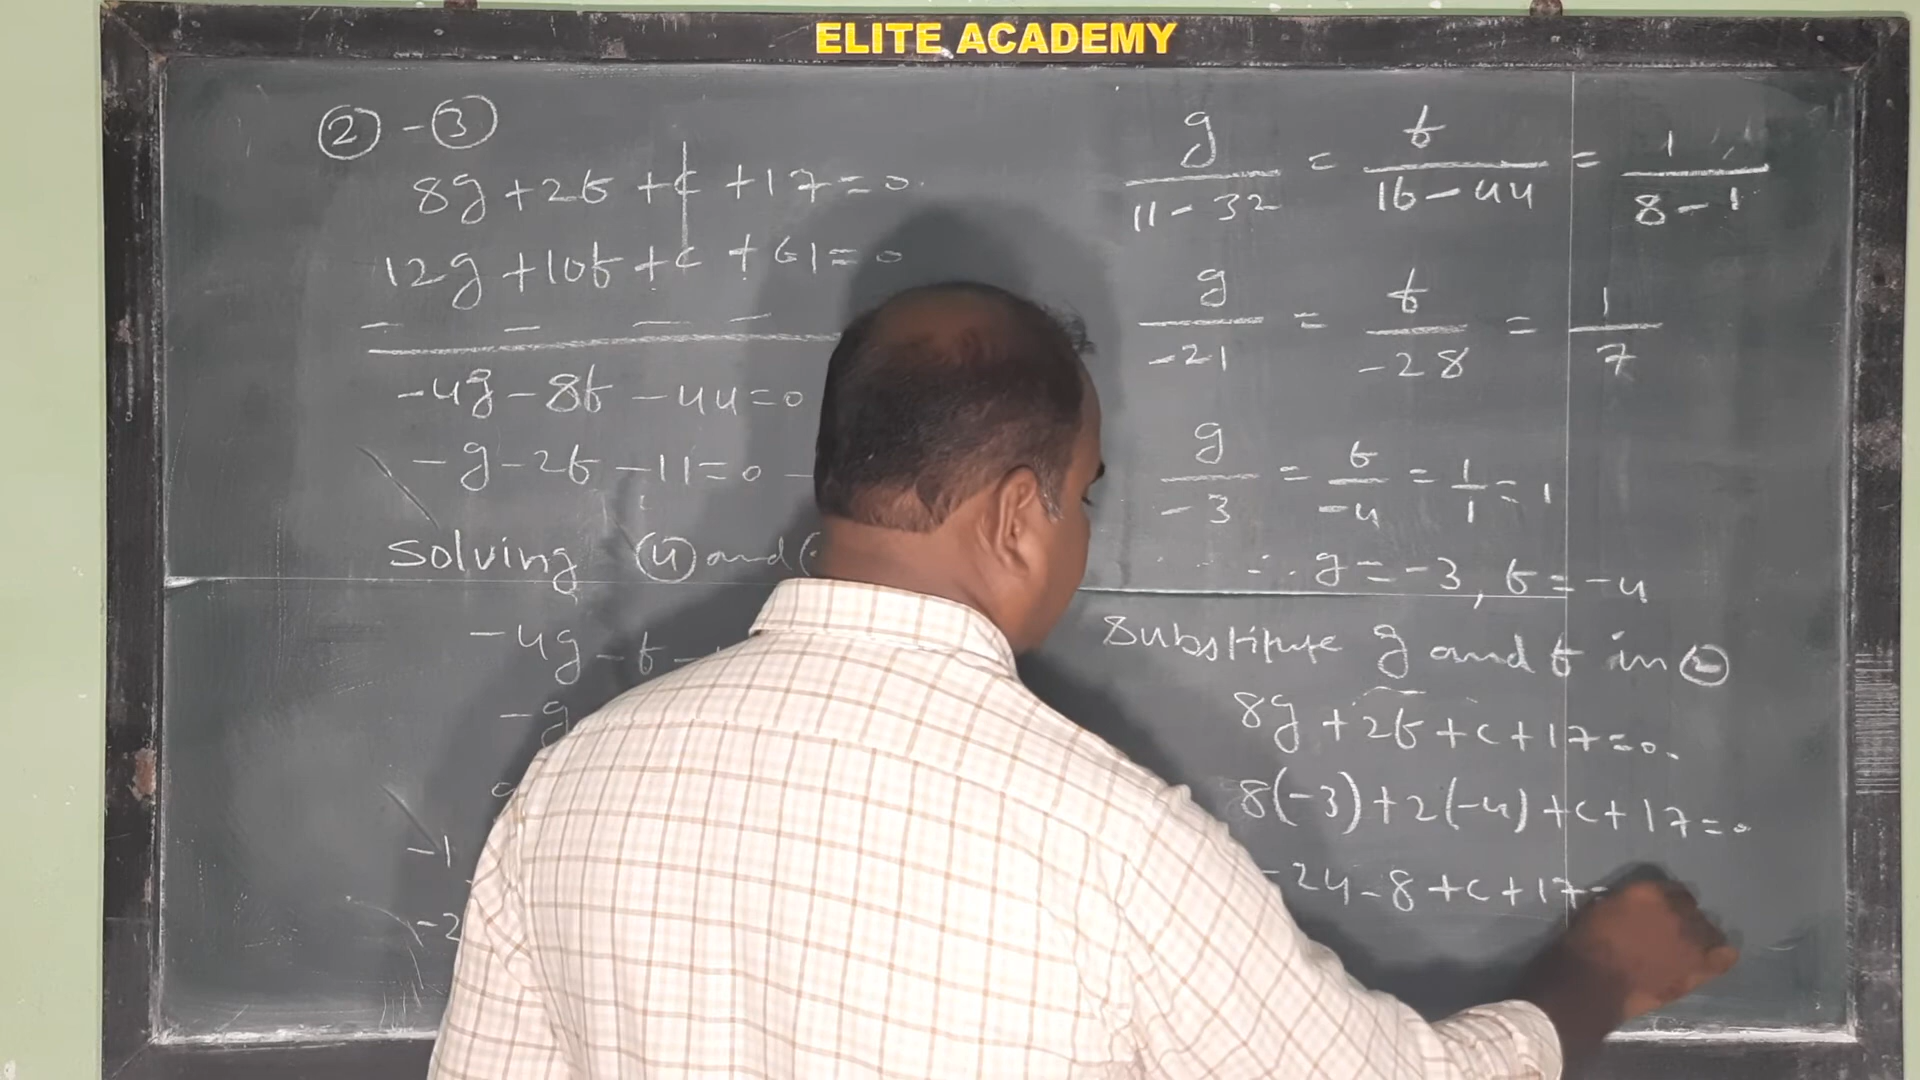 ELITE ACADEMY
② - ③
8g + 2f + c + 17 = 0
12g + 10f + c + 61 = 0
- - - -
-4g - 8f - 44 = 0
-g - 2f - 11 = 0 -
Solving ④ and
-4g - f -
-g
-1
-2
g/(11 - 32) = f/(16 - 44) = 1/(8 - 1)
g/-21 = f/-28 = 1/7
g/-3 = f/-4 = 1/1 = 1
∴ g = -3, f = -4
Substitute g and f in ②
8g + 2f + c + 17 = 0.
8(-3) + 2(-4) + c + 17 = 0
-24 - 8 + c + 17 =